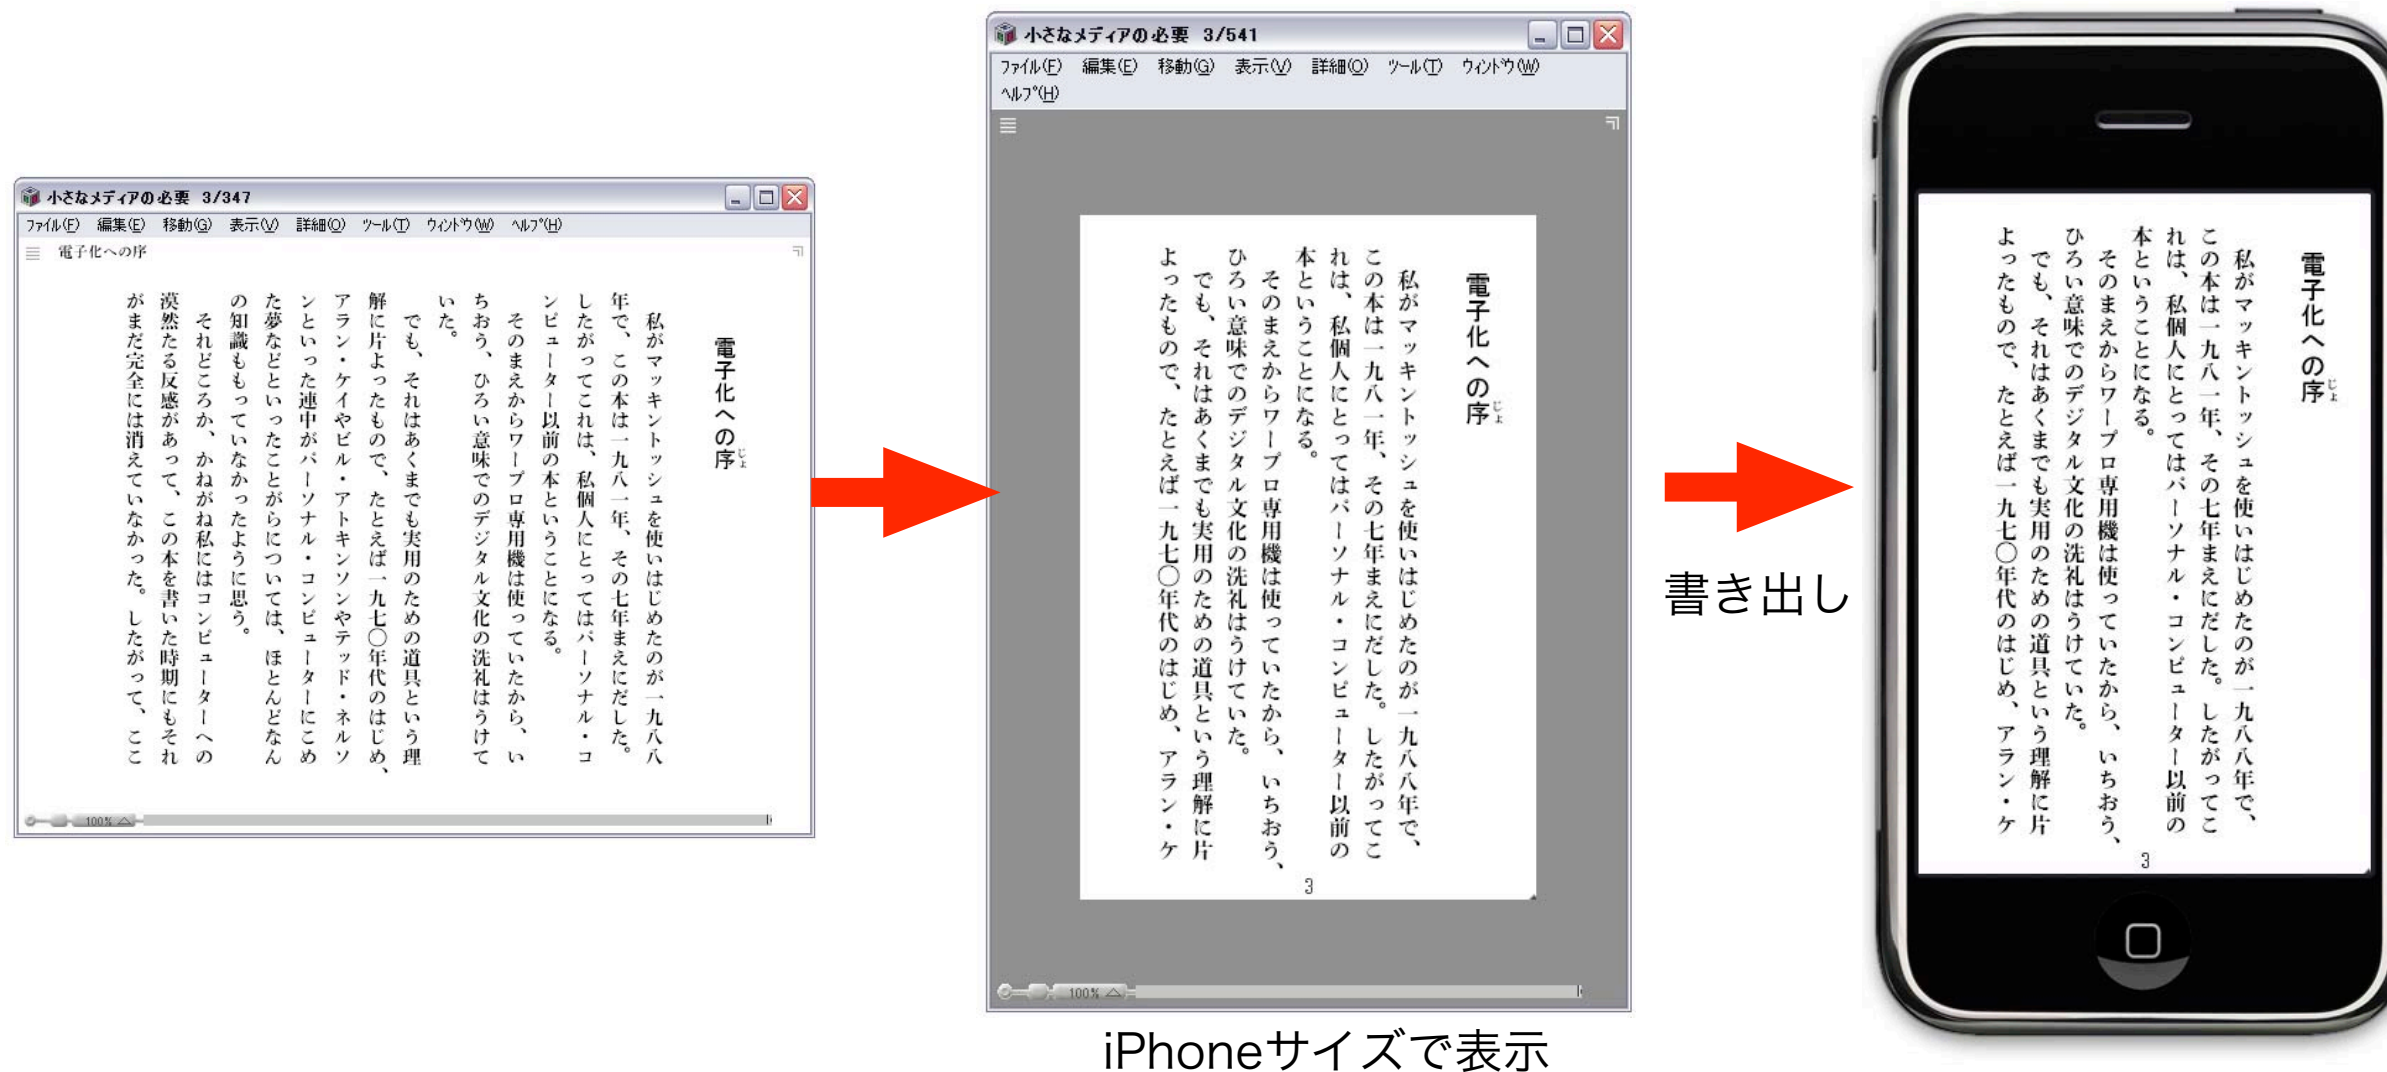 小さなメディアの必要 3/347
ファイル(F) 編集(E) 移動(G) 表示(V) 詳細(O) ツール(T) ウィンドウ(W) ヘルプ(H)
電子化への序
電子化への序
じょ
私がマッキントッシュを使いはじめたのが一九八八
年で、この本は一九八一年、その七年まえにだした。
したがってこれは、私個人にとってはパーソナル・コ
ンピューター以前の本ということになる。
そのまえからワープロ専用機は使っていたから、い
ちおう、ひろい意味でのデジタル文化の洗礼はうけて
いた。
でも、それはあくまでも実用のための道具という理
解に片よったもので、たとえば一九七〇年代のはじめ、
アラン・ケイやビル・アトキンソンやテッド・ネルソ
ンといった連中がパーソナル・コンピューターにこめ
た夢などといったことがらについては、ほとんどなん
の知識ももっていなかったように思う。
それどころか、かねがね私にはコンピューターへの
漠然たる反感があって、この本を書いた時期にもそれ
がまだ完全には消えていなかった。したがって、ここ
100%
小さなメディアの必要 3/541
ファイル(F) 編集(E) 移動(G) 表示(V) 詳細(O) ツール(T) ウィンドウ(W)
ヘルプ(H)
電子化への序
じょ
私がマッキントッシュを使いはじめたのが一九八八年で、
この本は一九八一年、その七年まえにだした。したがってこ
れは、私個人にとってはパーソナル・コンピューター以前の
本ということになる。
そのまえからワープロ専用機は使っていたから、いちおう、
ひろい意味でのデジタル文化の洗礼はうけていた。
でも、それはあくまでも実用のための道具という理解に片
よったもので、たとえば一九七〇年代のはじめ、アラン・ケ
3
100%
iPhoneサイズで表示
書き出し
電子化への序
じょ
私がマッキントッシュを使いはじめたのが一九八八年で、
この本は一九八一年、その七年まえにだした。したがってこ
れは、私個人にとってはパーソナル・コンピューター以前の
本ということになる。
そのまえからワープロ専用機は使っていたから、いちおう、
ひろい意味でのデジタル文化の洗礼はうけていた。
でも、それはあくまでも実用のための道具という理解に片
よったもので、たとえば一九七〇年代のはじめ、アラン・ケ
3